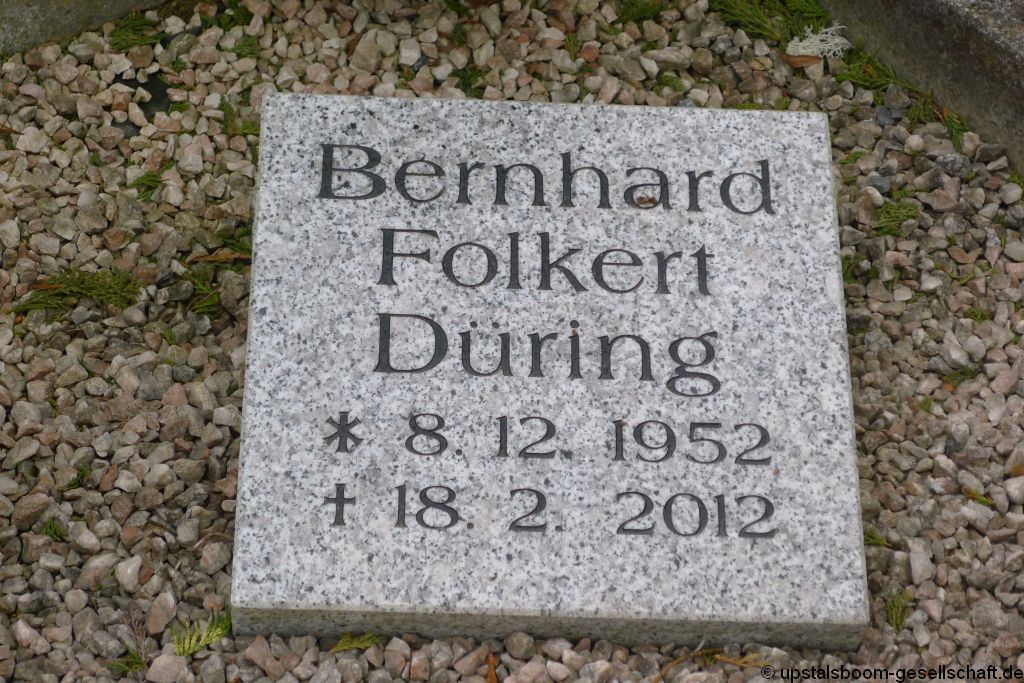 Bernhard
Folkert
Düring
* 8. 12. 1952
† 18. 2. 2012
© upstalsboom-gesellschaft.de